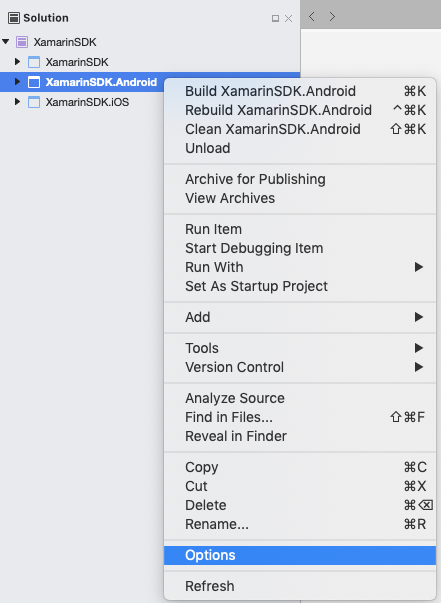 Solution
XamarinSDK
XamarinSDK
XamarinSDK.Android
XamarinSDK.iOS
Build XamarinSDK.Android ⌘K
Rebuild XamarinSDK.Android ^⌘K
Clean XamarinSDK.Android ⇧⌘K
Unload
Archive for Publishing
View Archives
Run Item
Start Debugging Item
Run With
Set As Startup Project
Add
Tools
Version Control
Analyze Source
Find in Files... ⇧⌘F
Reveal in Finder
Copy ⌘C
Cut ⌘X
Delete ⌘⌫
Rename... ⌘R
Options
Refresh